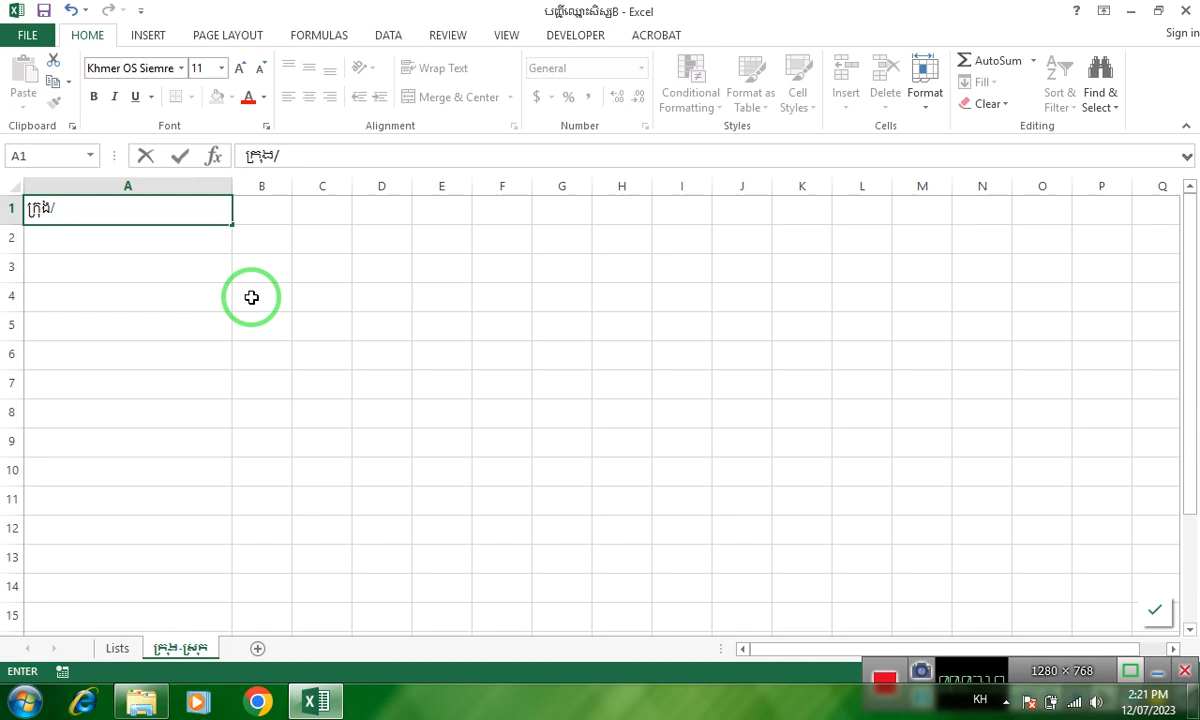 បញ្ជីឈ្មោះសិស្សB - Excel
FILE HOME INSERT PAGE LAYOUT FORMULAS DATA REVIEW VIEW DEVELOPER ACROBAT Sign in
Khmer OS Siemre 11 Wrap Text General AutoSum
Fill
Paste Conditional Format as Cell Insert Delete Format Sort & Find &
B I U Merge & Center $ % Formatting Table Styles Clear Filter Select
Clipboard Font Alignment Number Styles Cells Editing
A1 fx ក្រុង/
A B C D E F G H I J K L M N O P Q
1 ក្រុង/
2
3
4
5
6
7
8
9
10
11
12
13
14
15
Lists ក្រុង-ស្រុក
ENTER
1280 × 768
KH
2:21 PM
12/07/2023